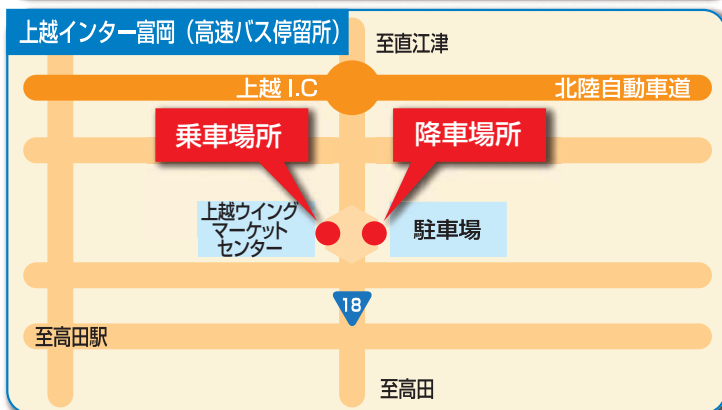 上越インター富岡（高速バス停留所）
至直江津
上越I.C
北陸自動車道
乗車場所
降車場所
上越ウイング
マーケット
センター
駐車場
18
至高田駅
至高田